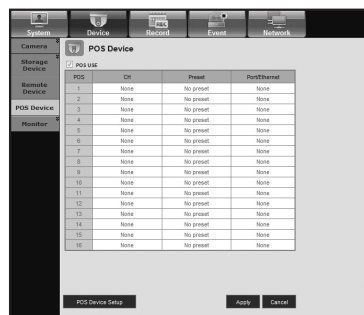 REC
System Device Record Event Network
Camera
Storage Device
Remote Device
POS Device
Monitor
POS Device
POS USE
POS CH Preset Port/Ethernet
1 None No preset None
2 None No preset None
3 None No preset None
4 None No preset None
5 None No preset None
6 None No preset None
7 None No preset None
8 None No preset None
9 None No preset None
10 None No preset None
11 None No preset None
12 None No preset None
13 None No preset None
14 None No preset None
15 None No preset None
16 None No preset None
POS Device Setup Apply Cancel